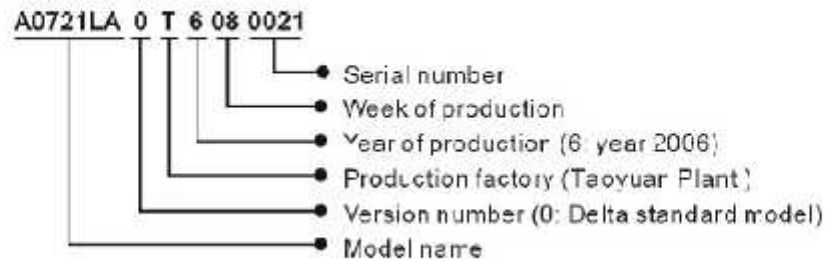 A0721LA 0 T 6 08 0021
Serial number
Week of production
Year of production (6: year 2006)
Production factory (Taoyuan Plant )
Version number (0: Delta standard model)
Model name